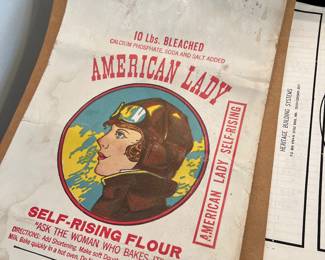 10 Lbs. BLEACHED
CALCIUM PHOSPHATE, SODA AND SALT ADDED
AMERICAN LADY
AMERICAN LADY SELF-RISING
SELF-RISING FLOUR
"ASK THE WOMAN WHO BAKES
DIRECTIONS: Add Shortening. Make soft
Milk. Bake quickly in a hot oven.
HERITAGE BUILDING SYSTEMS